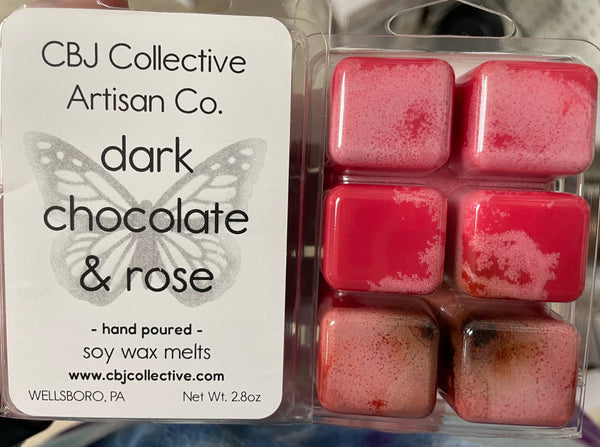 CBJ Collective
Artisan Co.
dark
chocolate
& rose
- hand poured -
soy wax melts
www.cbjcollective.com
WELLSBORO, PA Net Wt. 2.8oz